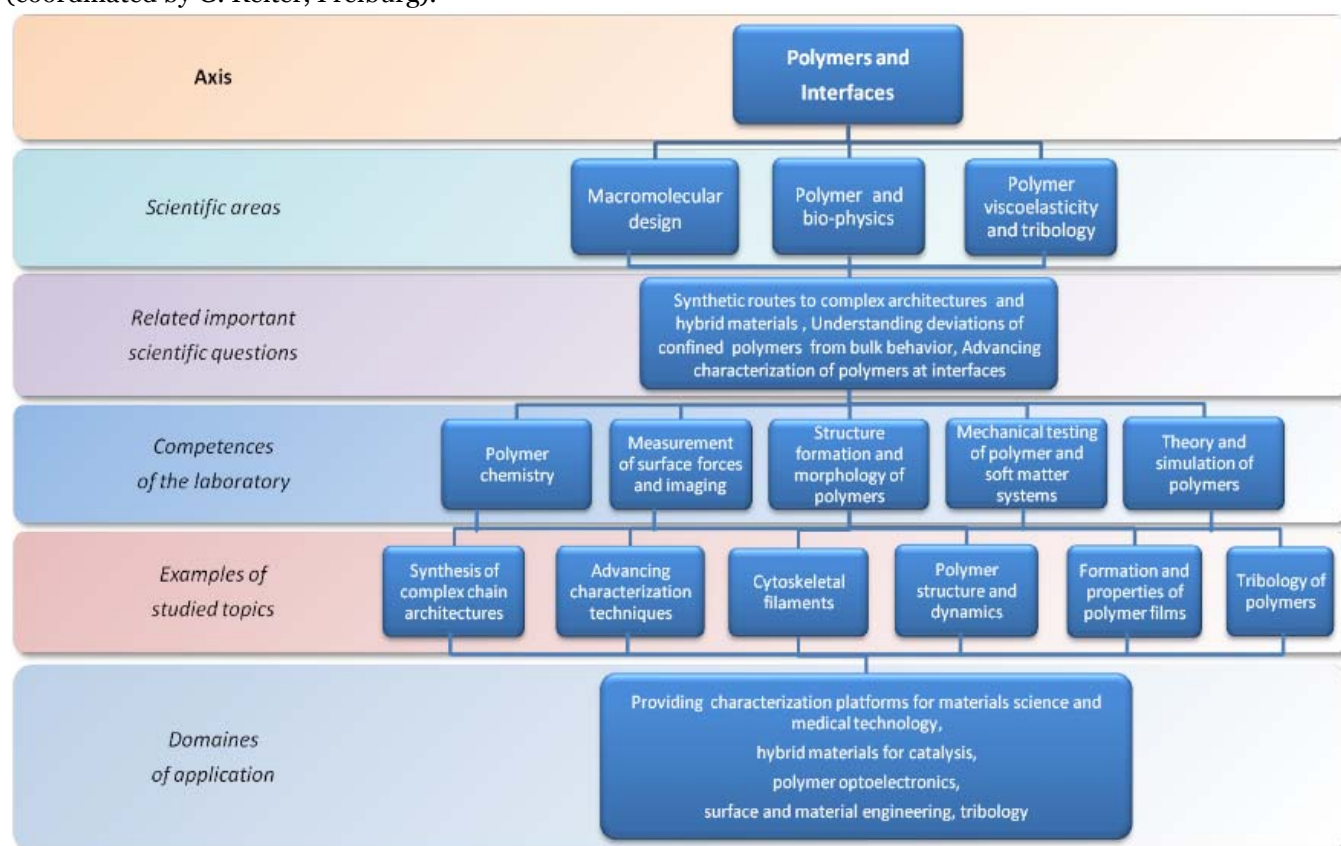 (coordinated by G. Reiter, Freiburg).
Axis
Polymers and
Interfaces
Scientific areas
Macromolecular
design
Polymer and
bio-physics
Polymer
viscoelasticity
and tribology
Related important
scientific questions
Synthetic routes to complex architectures and
hybrid materials , Understanding deviations of
confined polymers from bulk behavior, Advancing
characterization of polymers at interfaces
Competences
of the laboratory
Polymer
chemistry
Measurement
of surface forces
and imaging
Structure
formation and
morphology of
polymers
Mechanical testing
of polymer and
soft matter
systems
Theory and
simulation of
polymers
Examples of
studied topics
Synthesis of
complex chain
architectures
Advancing
characterization
techniques
Cytoskeletal
filaments
Polymer
structure and
dynamics
Formation and
properties of
polymer films
Tribology of
polymers
Domaines
of application
Providing characterization platforms for materials science and
medical technology,
hybrid materials for catalysis,
polymer optoelectronics,
surface and material engineering, tribology